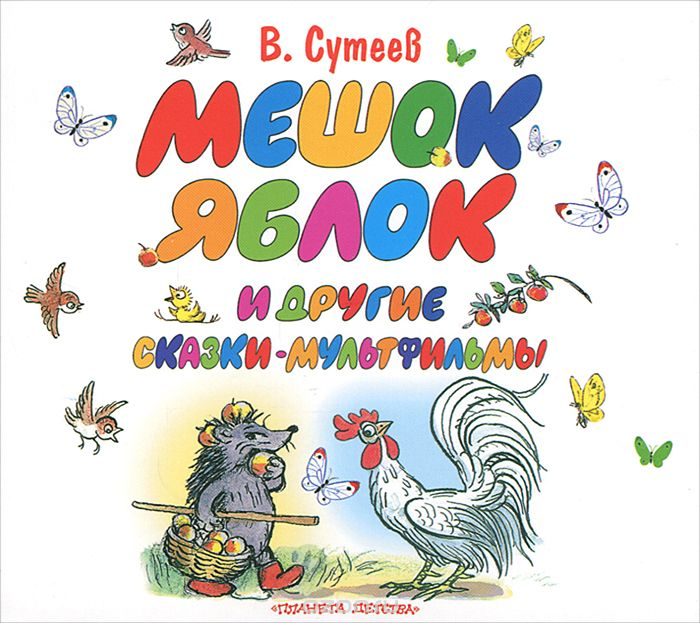 В. Сутеев
МЕШОК
ЯБЛОК
И ДРУГИЕ
СКАЗКИ-МУЛЬТФИЛЬМЫ
«ПЛАНЕТА ДЕТСТВА»